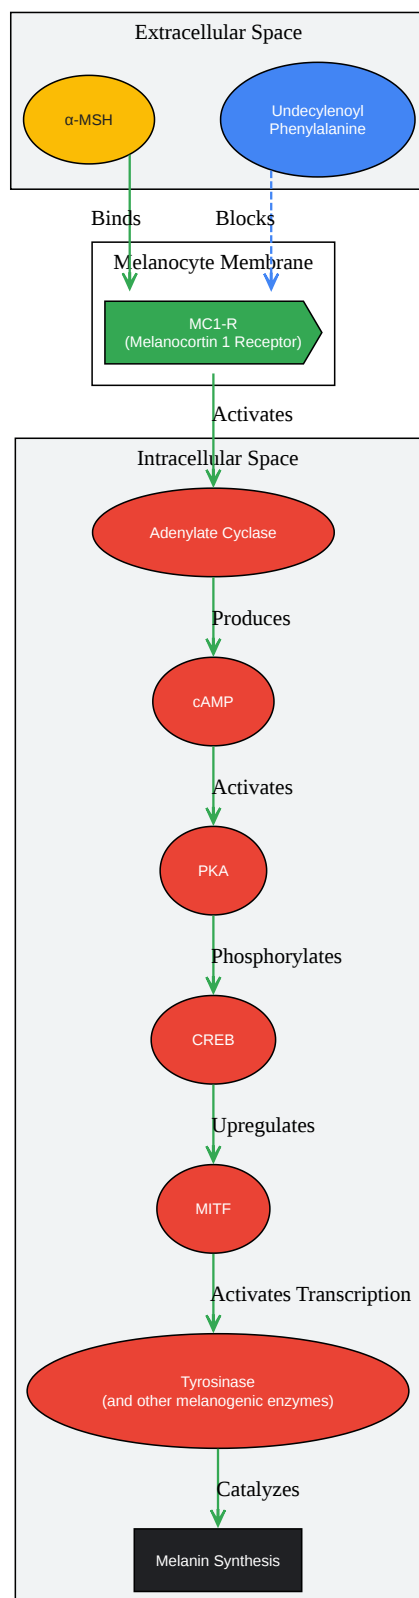 Extracellular Space
α-MSH
Undecylenoyl
Phenylalanine
Binds
Blocks
Melanocyte Membrane
MC1-R
(Melanocortin 1 Receptor)
Activates
Intracellular Space
Adenylate Cyclase
Produces
cAMP
Activates
PKA
Phosphorylates
CREB
Upregulates
MITF
Activates Transcription
Tyrosinase
(and other melanogenic enzymes)
Catalyzes
Melanin Synthesis